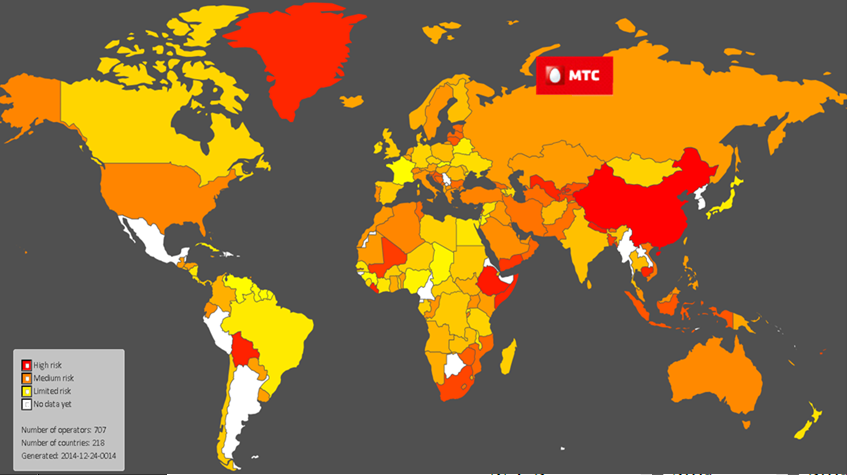 МТС
High risk
Medium risk
Limited risk
No data yet
Number of operators: 707
Number of countries: 218
Generated: 2014-12-24-0014